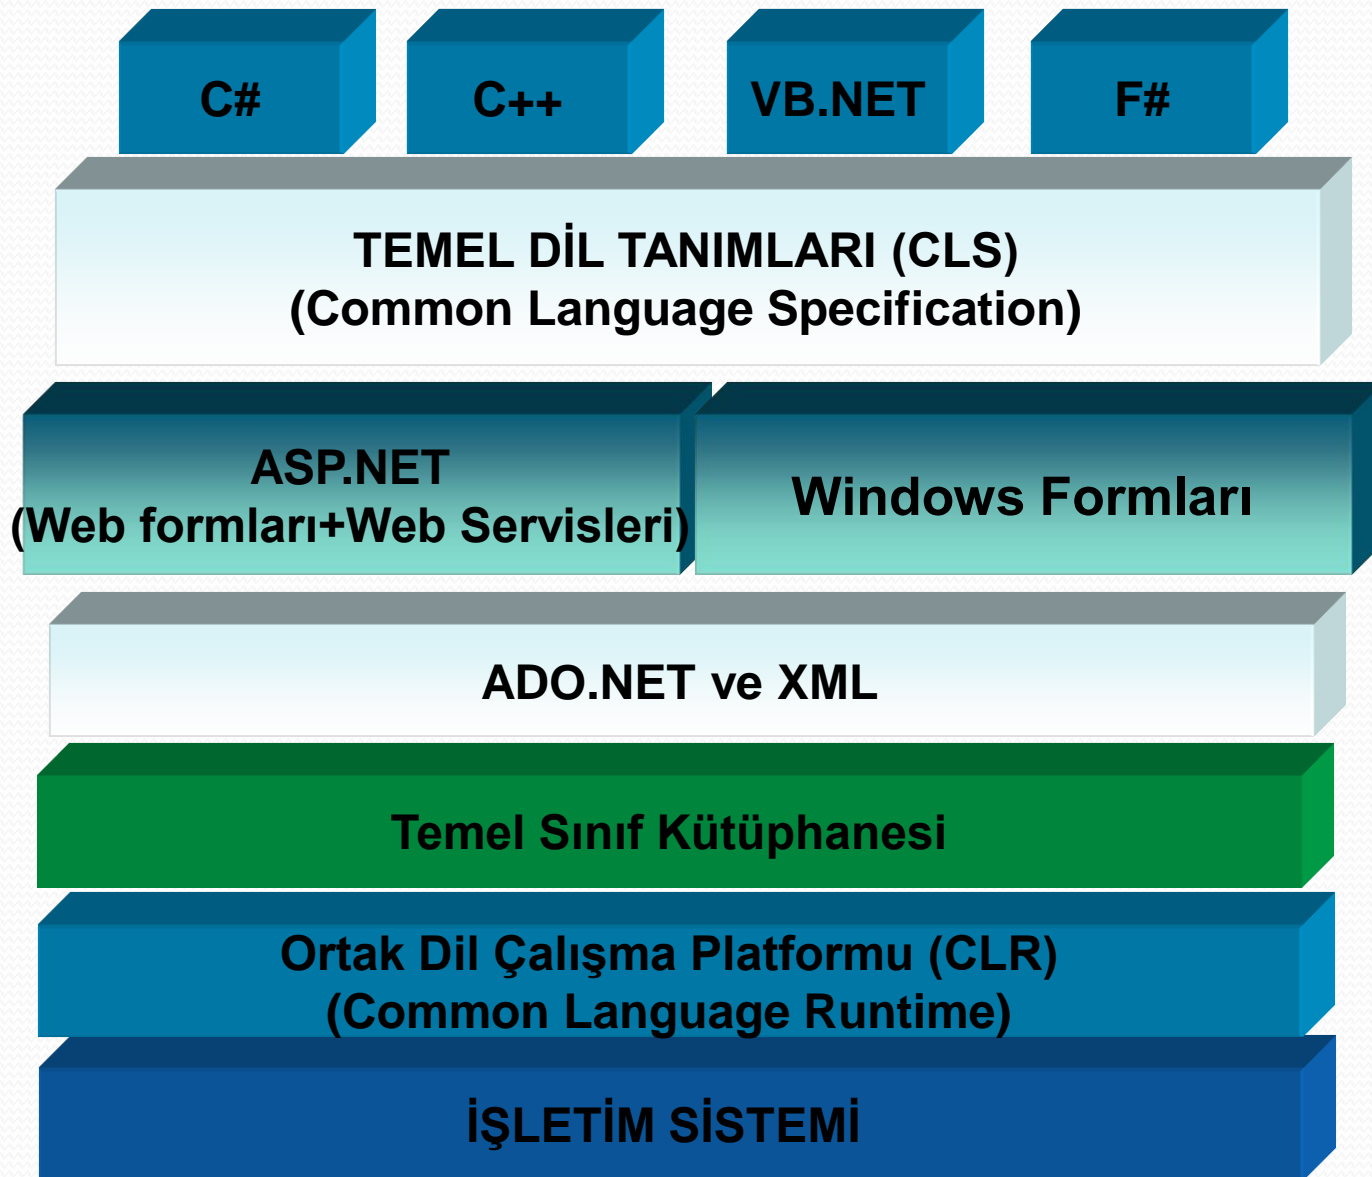 C#
C++
VB.NET
F#
TEMEL DİL TANIMLARI (CLS)
(Common Language Specification)
ASP.NET
(Web formları+Web Servisleri)
Windows Formları
ADO.NET ve XML
Temel Sınıf Kütüphanesi
Ortak Dil Çalışma Platformu (CLR)
(Common Language Runtime)
İŞLETİM SİSTEMİ